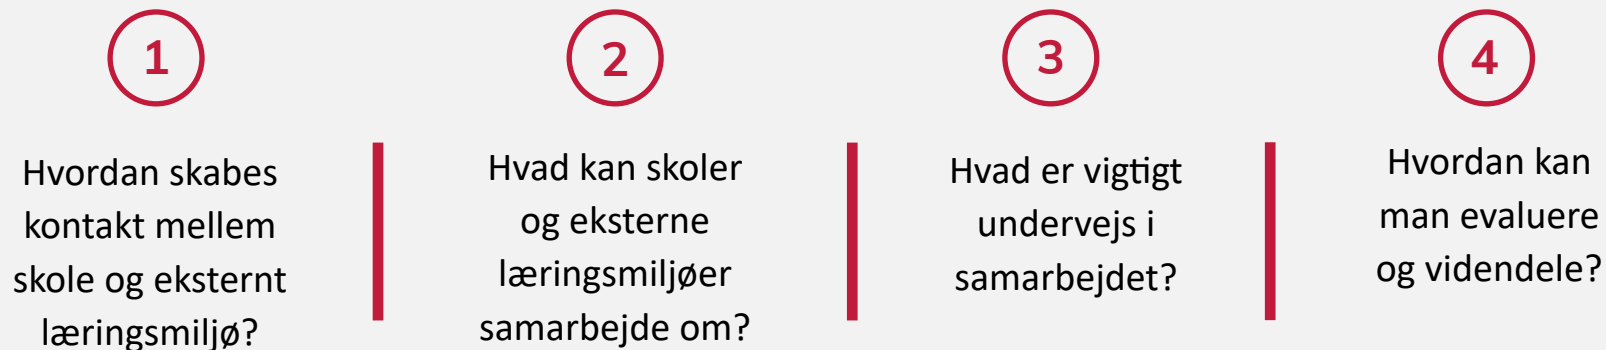 1
Hvordan skabes
kontakt mellem
skole og eksternt
læringsmiljø?
2
Hvad kan skoler
og eksterne
læringsmiljøer
samarbejde om?
3
Hvad er vigtigt
undervejs i
samarbejdet?
4
Hvordan kan
man evaluere
og videndele?